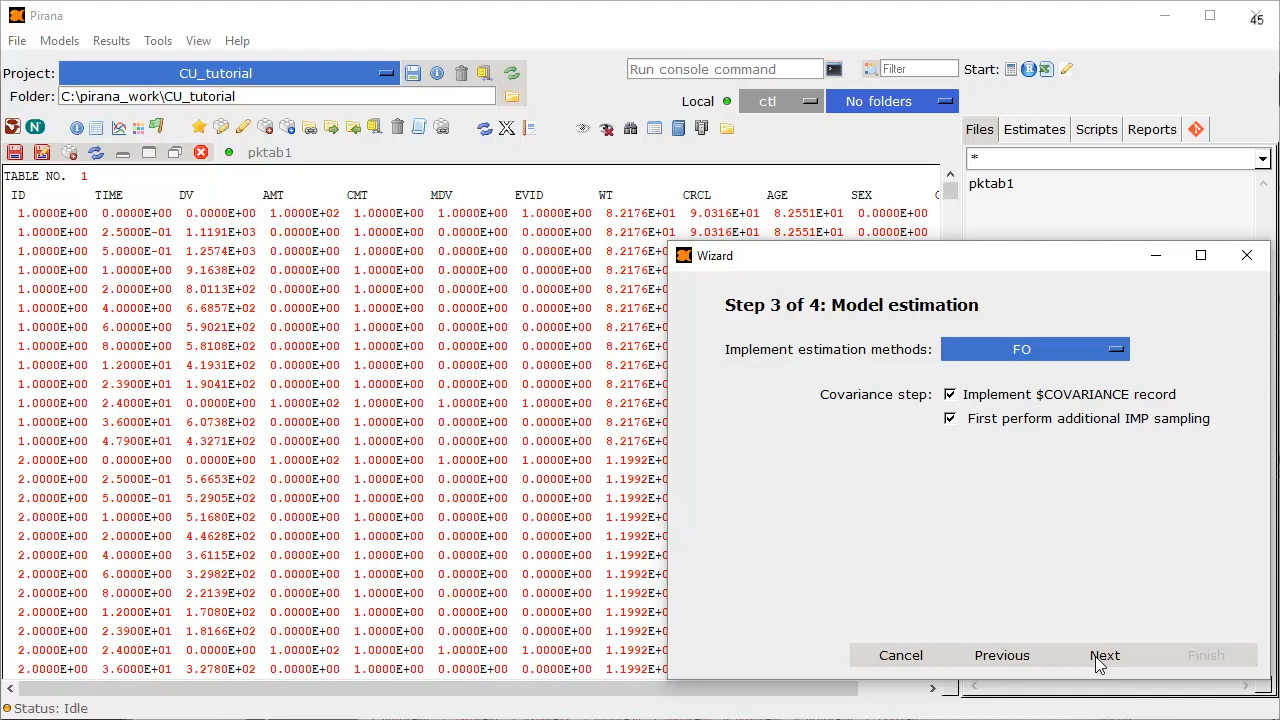 Pirana
45
File Models Results Tools View Help
Project: CU_tutorial
Run console command
Filter
Start:
Folder: C:\pirana_work\CU_tutorial
Local ctl No folders
Files Estimates Scripts Reports
pktab1
*
pktab1
TABLE NO. 1
ID TIME DV AMT CMT MDV EVID WT CRCL AGE SEX
1.0000E+00 0.0000E+00 0.0000E+00 1.0000E+02 1.0000E+00 1.0000E+00 1.0000E+00 8.2176E+01 9.0316E+01 8.2551E+01 0.0000E+00
1.0000E+00 2.5000E-01 1.1191E+03 0.0000E+00 1.0000E+00 0.0000E+00 0.0000E+00 8.2176E+01 9.0316E+01 8.2551E+01 0.0000E+00
1.0000E+00 5.0000E-01 1.2574E+03 0.0000E+00 1.0000E+00 0.0000E+00 0.0000E+00 8.2176E+0
1.0000E+00 1.0000E+00 9.1638E+02 0.0000E+00 1.0000E+00 0.0000E+00 0.0000E+00 8.2176E+0
1.0000E+00 2.0000E+00 8.0113E+02 0.0000E+00 1.0000E+00 0.0000E+00 0.0000E+00 8.2176E+0
1.0000E+00 4.0000E+00 6.6857E+02 0.0000E+00 1.0000E+00 0.0000E+00 0.0000E+00 8.2176E+0
1.0000E+00 6.0000E+00 5.9021E+02 0.0000E+00 1.0000E+00 0.0000E+00 0.0000E+00 8.2176E+0
1.0000E+00 8.0000E+00 5.8108E+02 0.0000E+00 1.0000E+00 0.0000E+00 0.0000E+00 8.2176E+0
1.0000E+00 1.2000E+01 4.1931E+02 0.0000E+00 1.0000E+00 0.0000E+00 0.0000E+00 8.2176E+0
1.0000E+00 2.3900E+01 1.9041E+02 0.0000E+00 1.0000E+00 0.0000E+00 0.0000E+00 8.2176E+0
1.0000E+00 2.4000E+01 0.0000E+00 1.0000E+02 1.0000E+00 1.0000E+00 1.0000E+00 8.2176E+0
1.0000E+00 3.6000E+01 6.0738E+02 0.0000E+00 1.0000E+00 0.0000E+00 0.0000E+00 8.2176E+0
1.0000E+00 4.7900E+01 4.3271E+02 0.0000E+00 1.0000E+00 0.0000E+00 0.0000E+00 8.2176E+0
2.0000E+00 0.0000E+00 0.0000E+00 1.0000E+02 1.0000E+00 1.0000E+00 1.0000E+00 1.1992E+0
2.0000E+00 2.5000E-01 5.6653E+02 0.0000E+00 1.0000E+00 0.0000E+00 0.0000E+00 1.1992E+0
2.0000E+00 5.0000E-01 5.2905E+02 0.0000E+00 1.0000E+00 0.0000E+00 0.0000E+00 1.1992E+0
2.0000E+00 1.0000E+00 5.1680E+02 0.0000E+00 1.0000E+00 0.0000E+00 0.0000E+00 1.1992E+0
2.0000E+00 2.0000E+00 4.4628E+02 0.0000E+00 1.0000E+00 0.0000E+00 0.0000E+00 1.1992E+0
2.0000E+00 4.0000E+00 3.6115E+02 0.0000E+00 1.0000E+00 0.0000E+00 0.0000E+00 1.1992E+0
2.0000E+00 6.0000E+00 3.2982E+02 0.0000E+00 1.0000E+00 0.0000E+00 0.0000E+00 1.1992E+0
2.0000E+00 8.0000E+00 2.2139E+02 0.0000E+00 1.0000E+00 0.0000E+00 0.0000E+00 1.1992E+0
2.0000E+00 1.2000E+01 1.7080E+02 0.0000E+00 1.0000E+00 0.0000E+00 0.0000E+00 1.1992E+0
2.0000E+00 2.3900E+01 1.8166E+02 0.0000E+00 1.0000E+00 0.0000E+00 0.0000E+00 1.1992E+0
2.0000E+00 2.4000E+01 0.0000E+00 1.0000E+02 1.0000E+00 1.0000E+00 1.0000E+00 1.1992E+0
2.0000E+00 3.6000E+01 3.2780E+02 0.0000E+00 1.0000E+00 0.0000E+00 0.0000E+00 1.1992E+0
Wizard
Step 3 of 4: Model estimation
Implement estimation methods: FO
Covariance step: Implement $COVARIANCE record
First perform additional IMP sampling
Cancel Previous Next Finish
Status: Idle